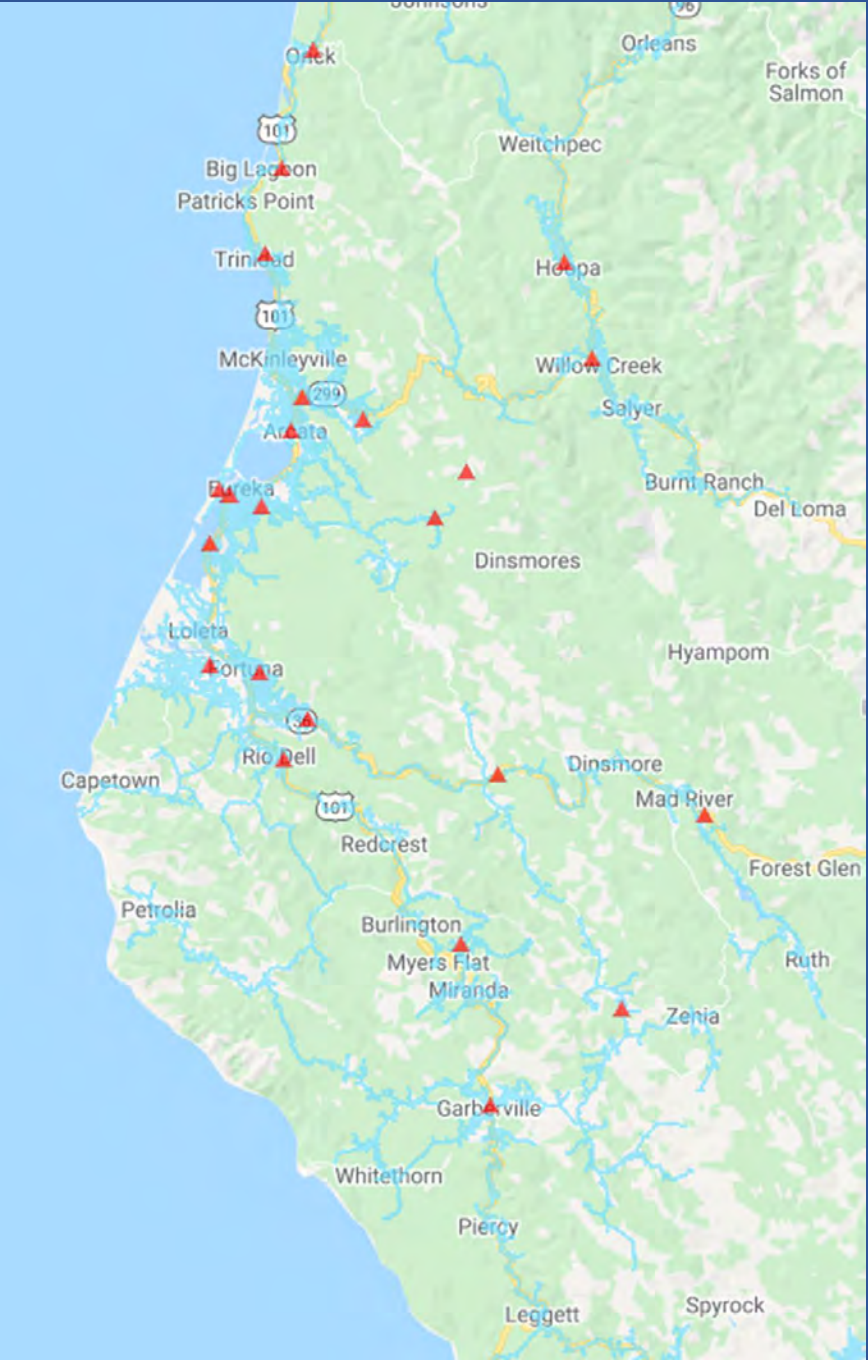 Johnsons
96
Orleans
Orick
Forks of
Salmon
101
Weitchpec
Big Lagoon
Patricks Point
Trinidad
Hoopa
101
McKinleyville
Willow Creek
299
Salyer
Arcata
Burnt Ranch
Eureka
Del Loma
Dinsmores
Loleta
Hyampom
Fortuna
36
Rio Dell
Dinsmore
Capetown
Mad River
101
Redcrest
Forest Glen
Petrolia
Burlington
Myers Flat
Ruth
Miranda
Zenia
Garberville
Whitethorn
Piercy
Spyrock
Leggett